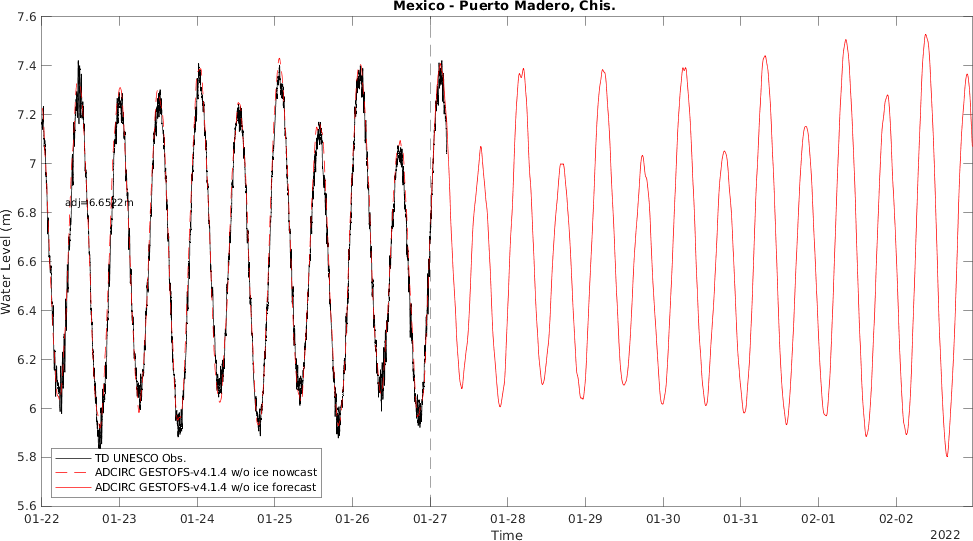 Mexico - Puerto Madero, Chis.
7.6
7.4
7.2
7
6.8
6.6
6.4
6.2
6
5.8
5.6
Water Level (m)
adj=6.6522m
TD UNESCO Obs.
ADCIRC GESTOFS-v4.1.4 w/o ice nowcast
ADCIRC GESTOFS-v4.1.4 w/o ice forecast
01-22 01-23 01-24 01-25 01-26 01-27 01-28 01-29 01-30 01-31 02-01 02-02
Time
2022